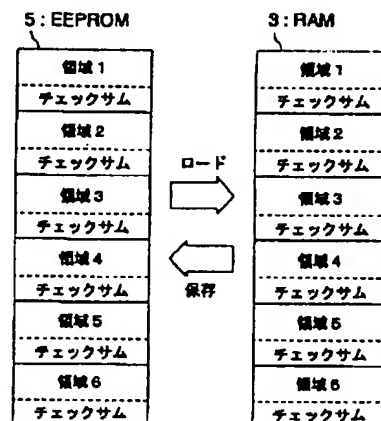 5 : EEPROM
領域1
チェックサム
領域2
チェックサム
領域3
チェックサム
領域4
チェックサム
領域5
チェックサム
領域6
チェックサム
ロード
保存
3 : RAM
領域1
チェックサム
領域2
チェックサム
領域3
チェックサム
領域4
チェックサム
領域5
チェックサム
領域6
チェックサム